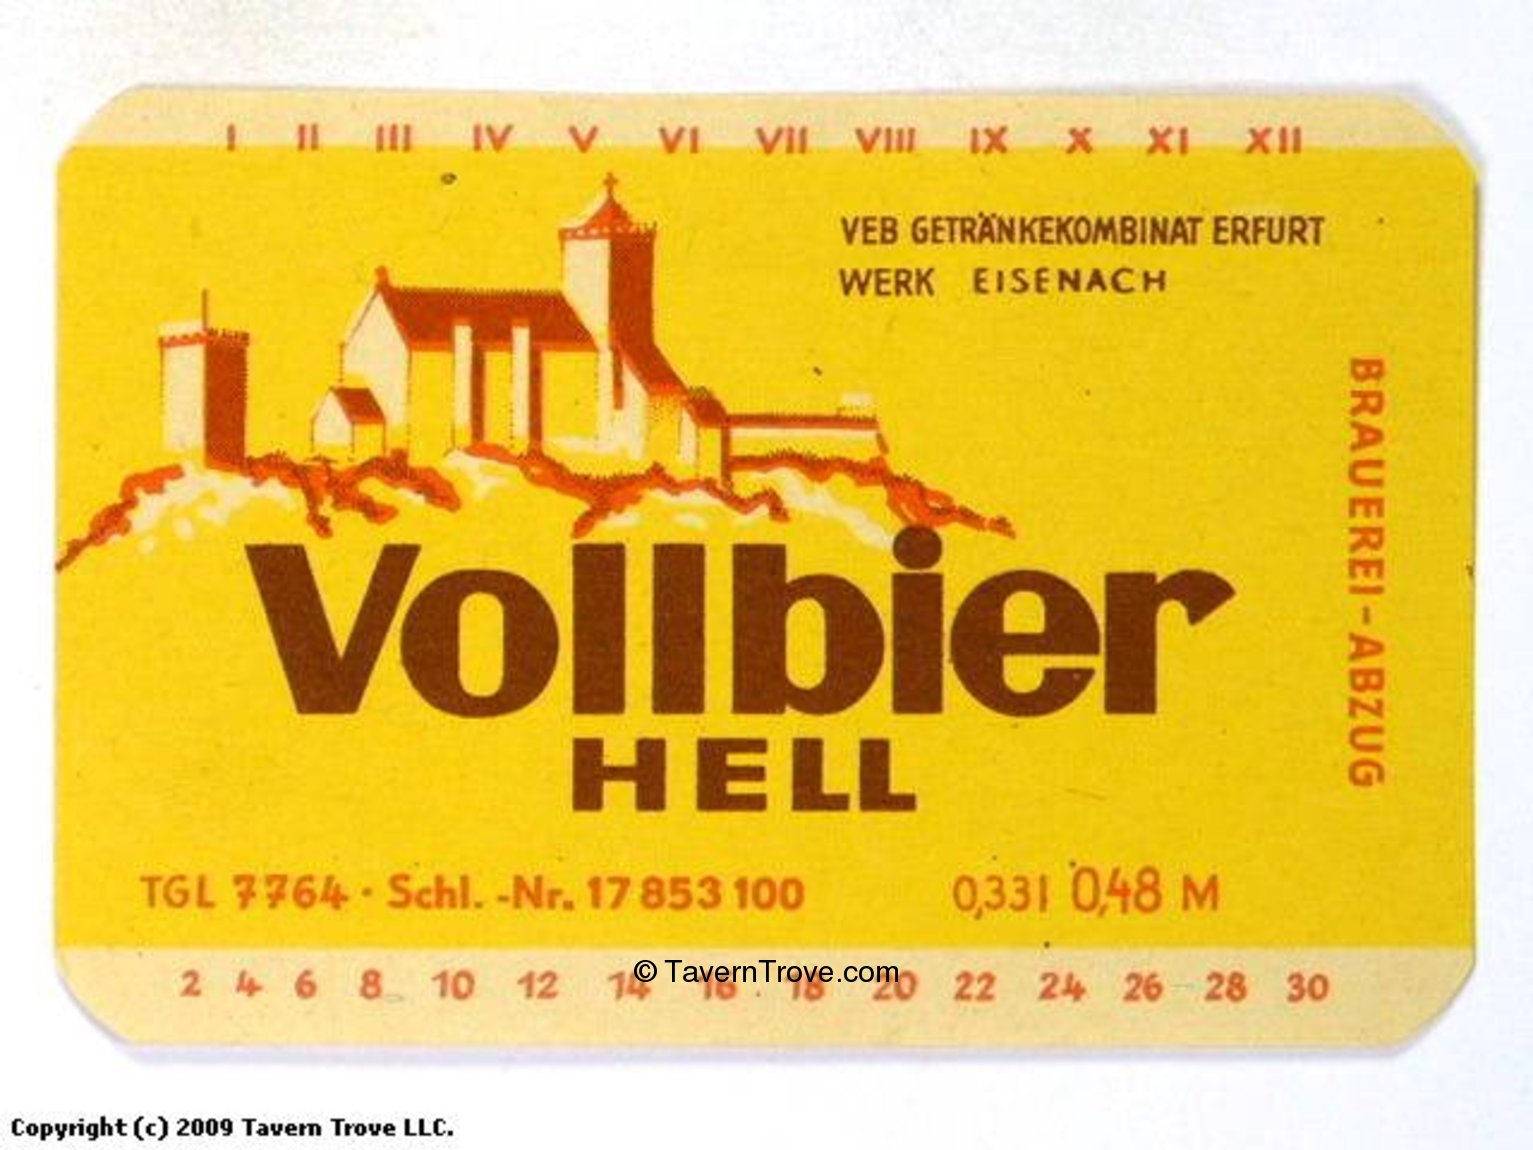 I II III IV V VI VII VIII IX X XI XII
VEB GETRÄNKEKOMBINAT ERFURT
WERK EISENACH
BRAUEREI-ABZUG
Vollbier
HELL
TGL 7764 · Schl.-Nr. 17 853 100 0,33 l 0,48 M
2 4 6 8 10 12 14 16 18 20 22 24 26 28 30
© TavernTrove.com
Copyright (c) 2009 Tavern Trove LLC.